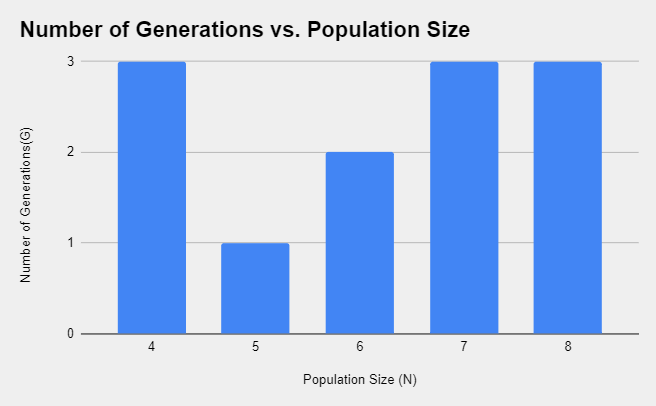 Number of Generations vs. Population Size
3
2
1
0
Number of Generations(G)
4 5 6 7 8
Population Size (N)